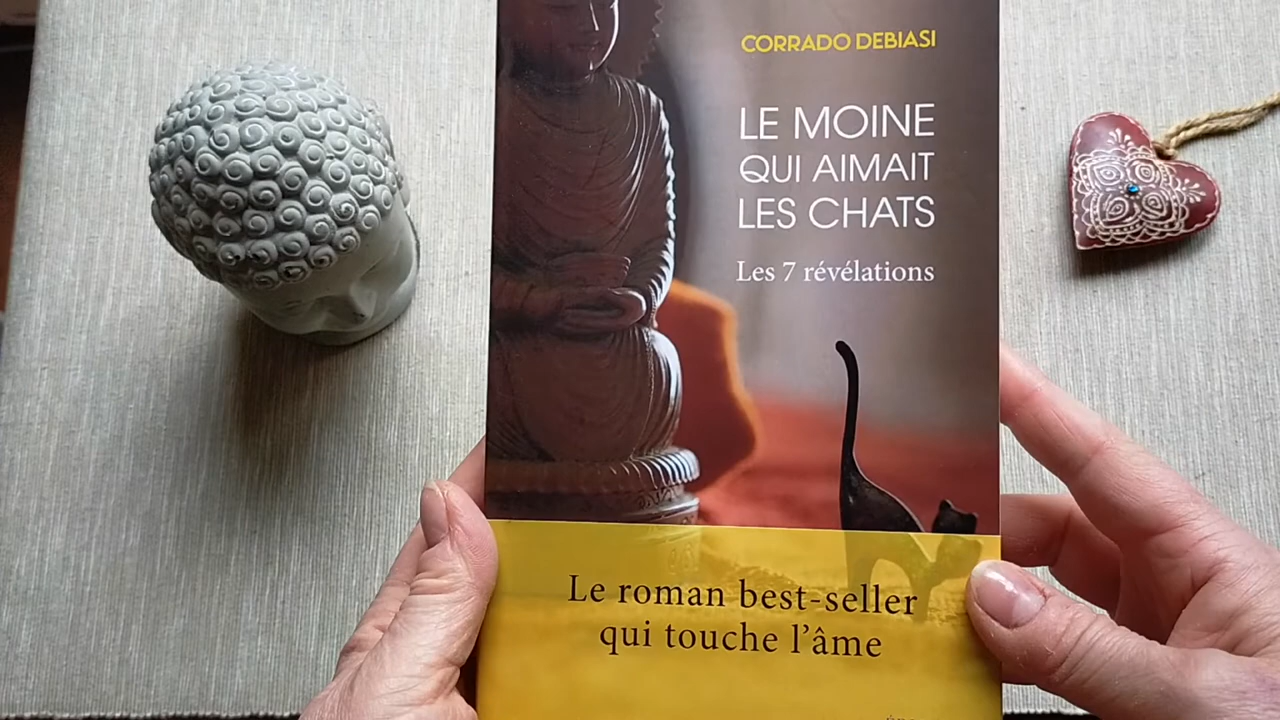 CORRADO DEBIASI
LE MOINE
QUI AIMAIT
LES CHATS
Les 7 révélations
Le roman best-seller
qui touche l'âme